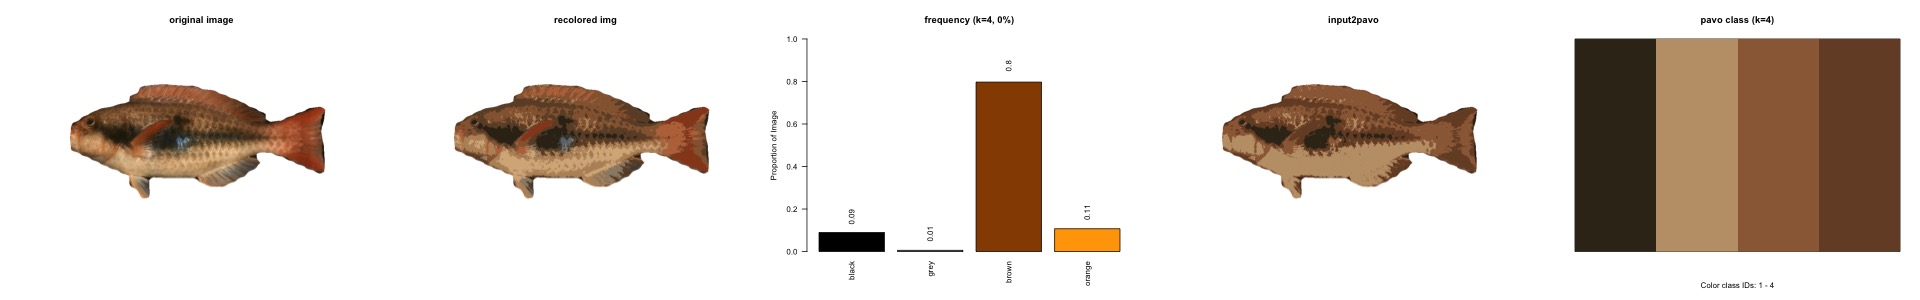 original image
recolored img
frequency (k=4, 0%)
input2pavo
pavo class (k=4)
Proportion of Image
1.0
0.8
0.6
0.4
0.2
0.0
0.09
0.01
0.8
0.11
black
grey
brown
orange
Color class IDs: 1 - 4